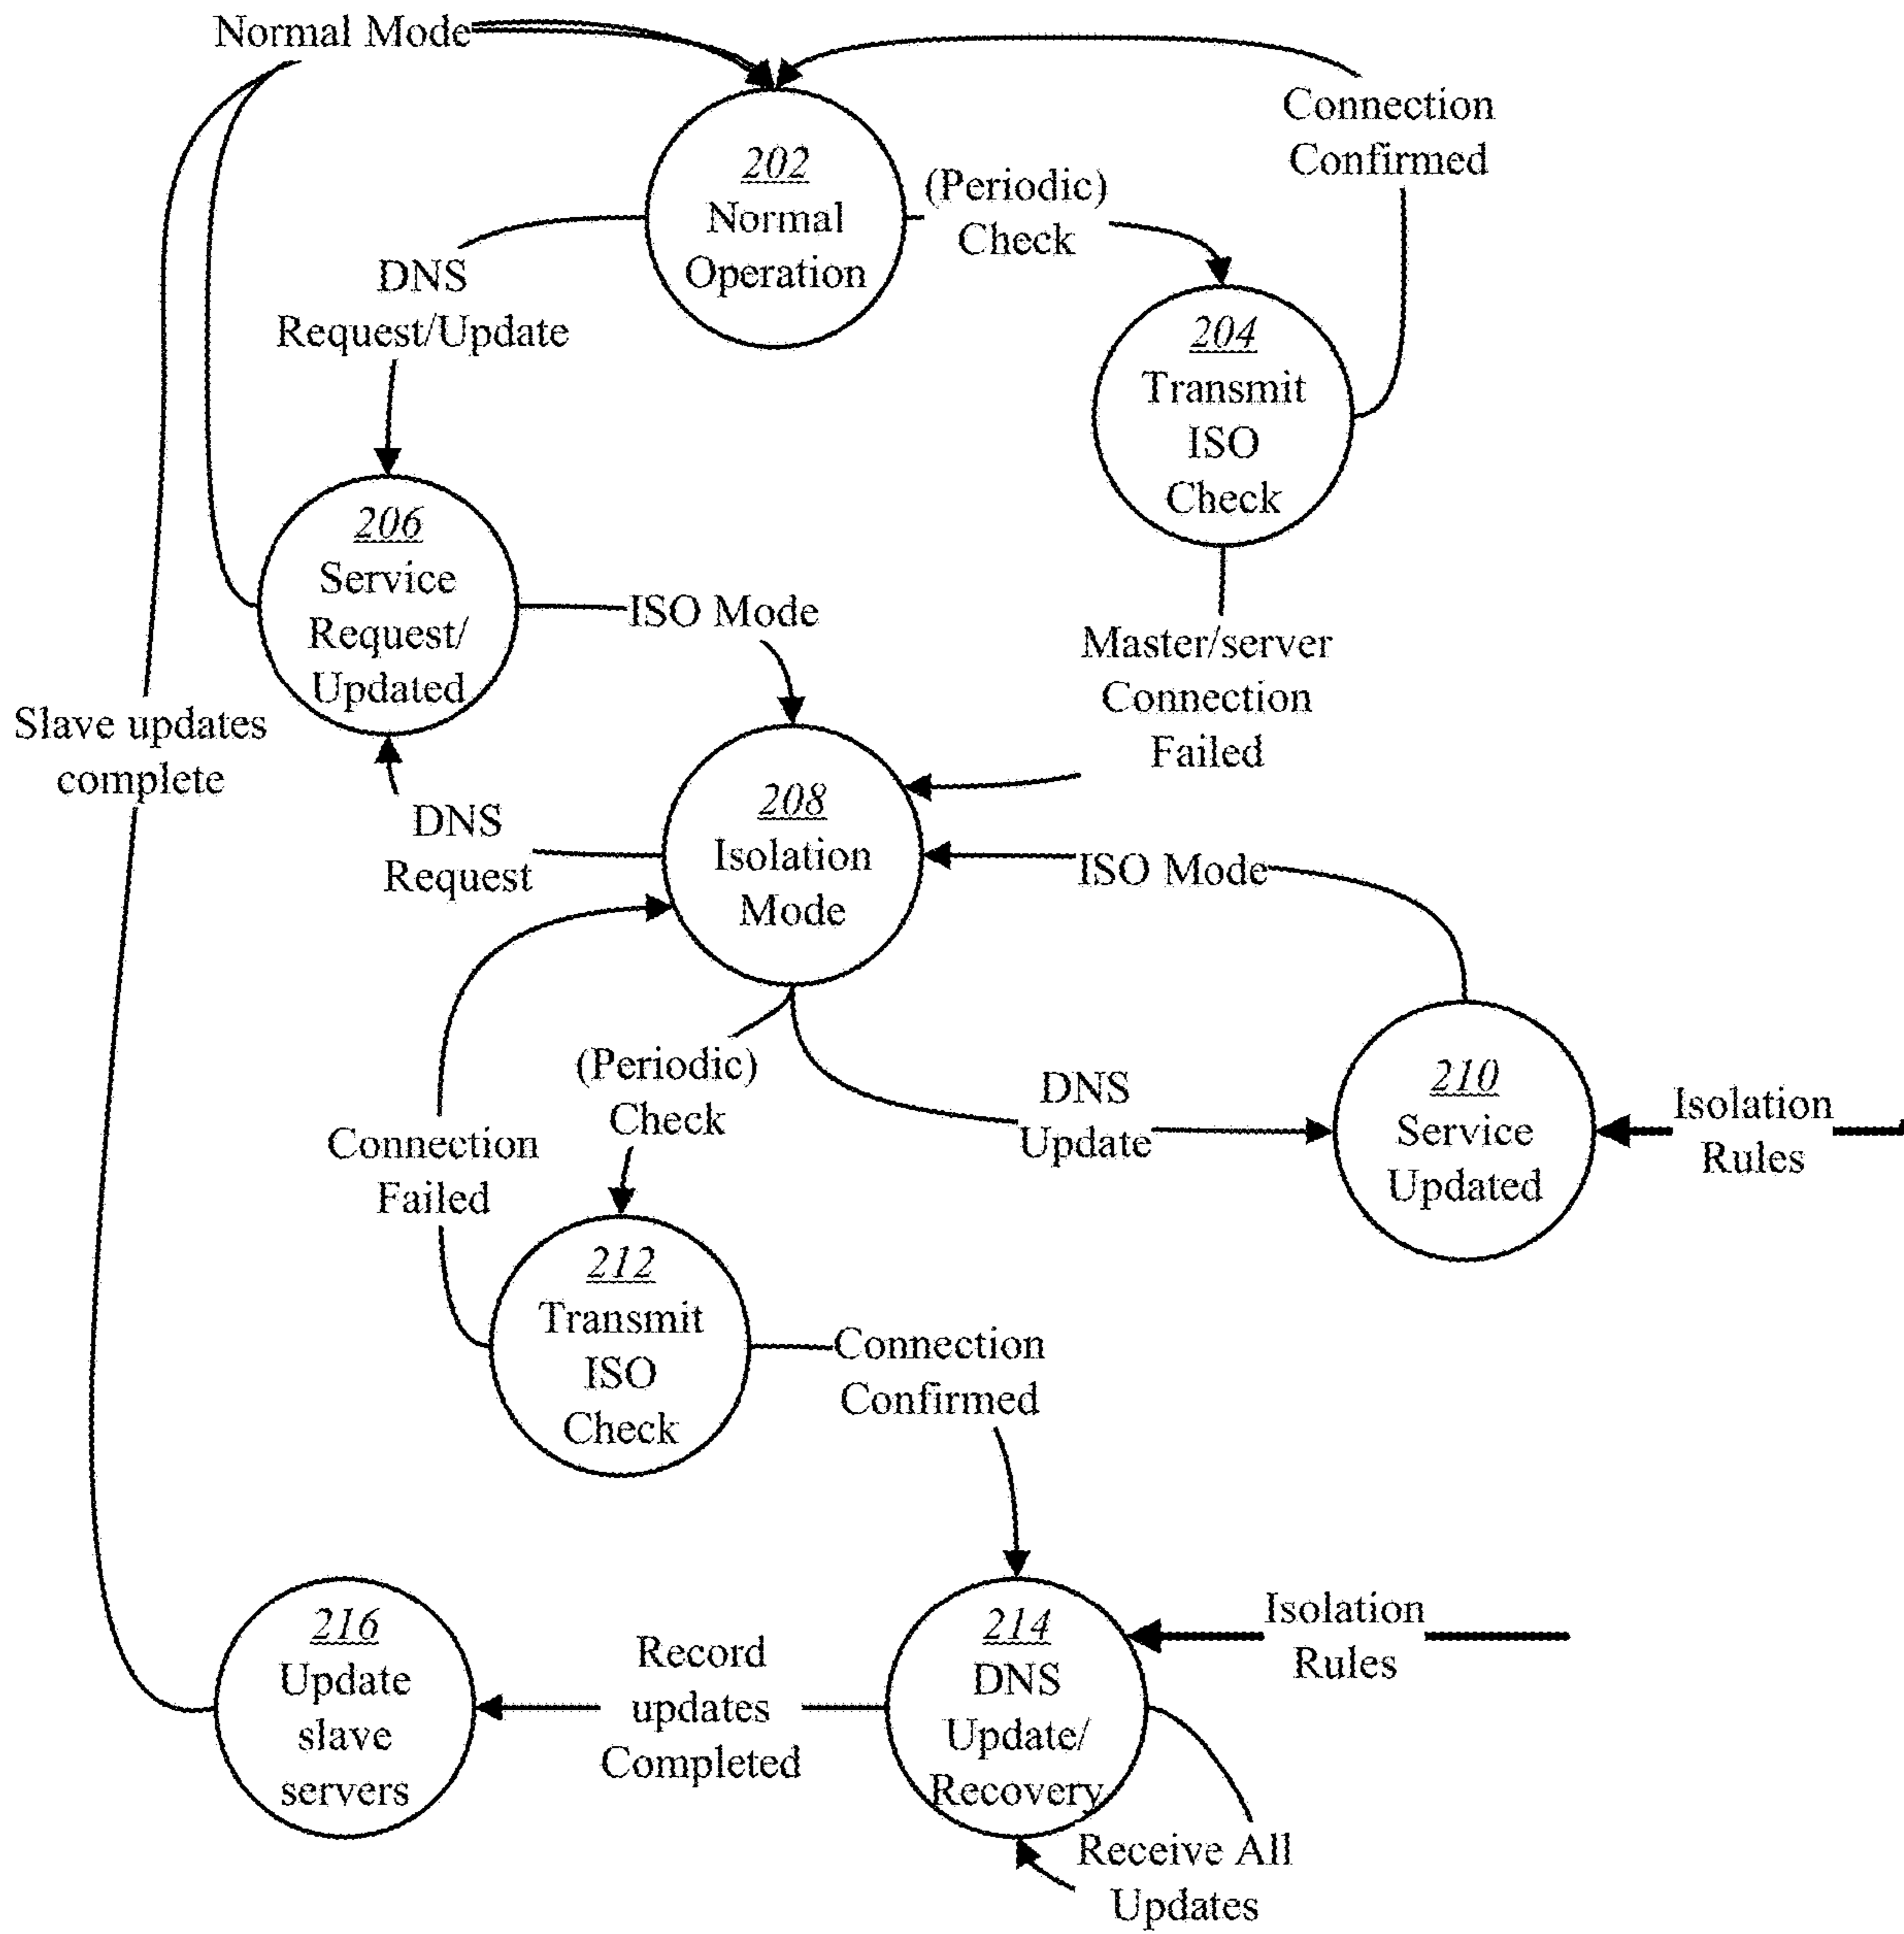 Normal Mode
Connection
Confirmed
202
Normal
Operation
(Periodic)
Check
DNS
Request/Update
204
Transmit
ISO
Check
206
Service
Request/
Updated
ISO Mode
Master/server
Connection
Failed
Slave updates
complete
DNS
Request
208
Isolation
Mode
ISO Mode
(Periodic)
Check
DNS
Update
210
Service
Updated
Isolation
Rules
Connection
Failed
212
Transmit
ISO
Check
Connection
Confirmed
216
Update
slave
servers
Record
updates
Completed
214
DNS
Update/
Recovery
Isolation
Rules
Receive All
Updates